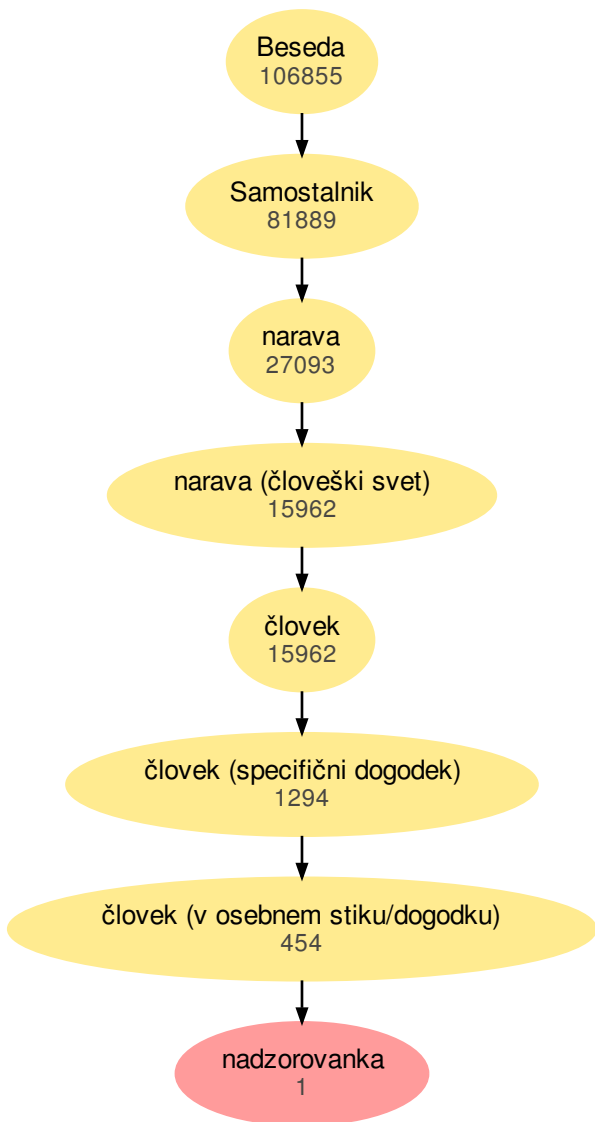 Beseda
106855
Samostalnik
81889
narava
27093
narava (človeški svet)
15962
človek
15962
človek (specifični dogodek)
1294
človek (v osebnem stiku/dogodku)
454
nadzorovanka
1